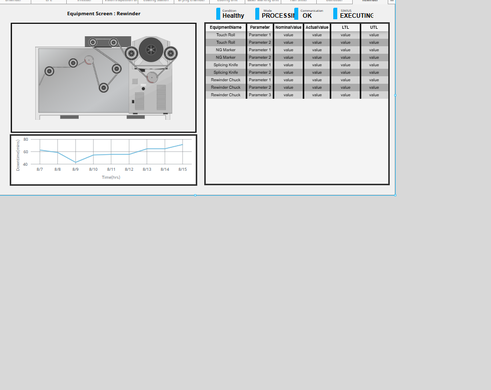 Equipment Screen : Rewinder
Condition
Healthy
Mode
PROCESSI
Communication
OK
STATUS
EXECUTING
EquipmentName Parameter NominalValue ActualValue LTL UTL
Touch Roll Parameter 1 value value value value
Touch Roll Parameter 2 value value value value
NG Marker Parameter 1 value value value value
NG Marker Parameter 2 value value value value
Splicing Knife Parameter 1 value value value value
Splicing Knife Parameter 2 value value value value
Rewinder Chuck Parameter 1 value value value value
Rewinder Chuck Parameter 2 value value value value
Rewinder Chuck Parameter 3 value value value value
8/7 8/8 8/9 8/10 8/11 8/12 8/13 8/14 8/15
Time(hrs)